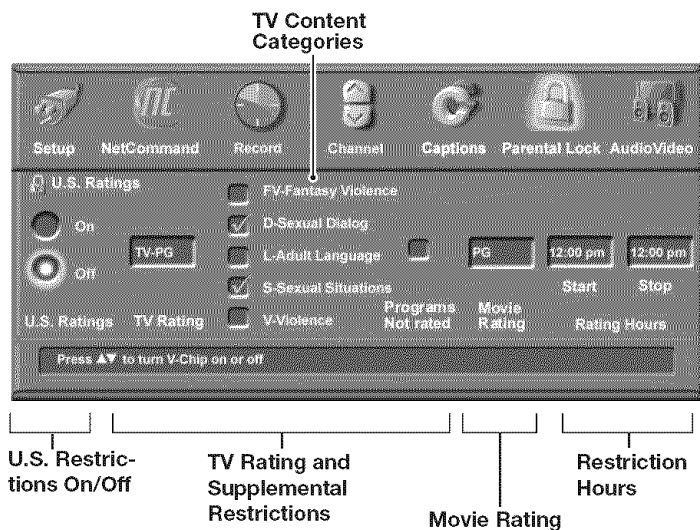 TV Content
Categories
Setup NetCommand Record Channel Captions Parental Lock AudioVideo
U.S. Ratings
On
Off
U.S. Ratings
TV-PG
TV Rating
FV-Fantasy Violence
D-Sexual Dialog
L-Adult Language
S-Sexual Situations
V-Violence
Programs
Not rated
PG
Movie
Rating
12:00 pm 12:00 pm
Start Stop
Rating Hours
Press ▲▼ to turn V-Chip on or off
U.S. Restric-
tions On/Off
TV Rating and
Supplemental
Restrictions
Movie Rating
Restriction
Hours